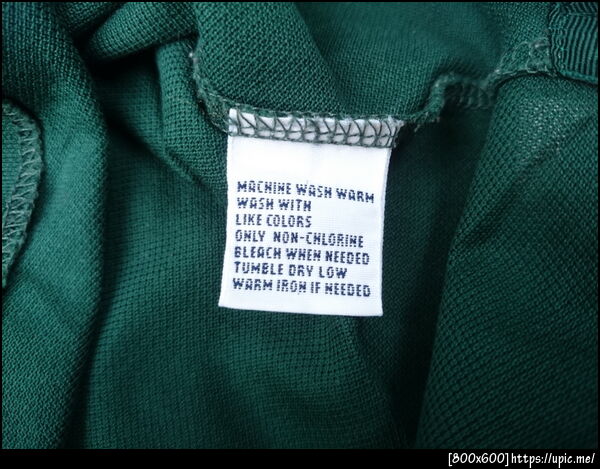 MACHINE WASH WARM
WASH WITH
LIKE COLORS
ONLY NON-CHLORINE
BLEACH WHEN NEEDED
TUMBLE DRY LOW
WARM IRON IF NEEDED
[800x600]https://upic.me/